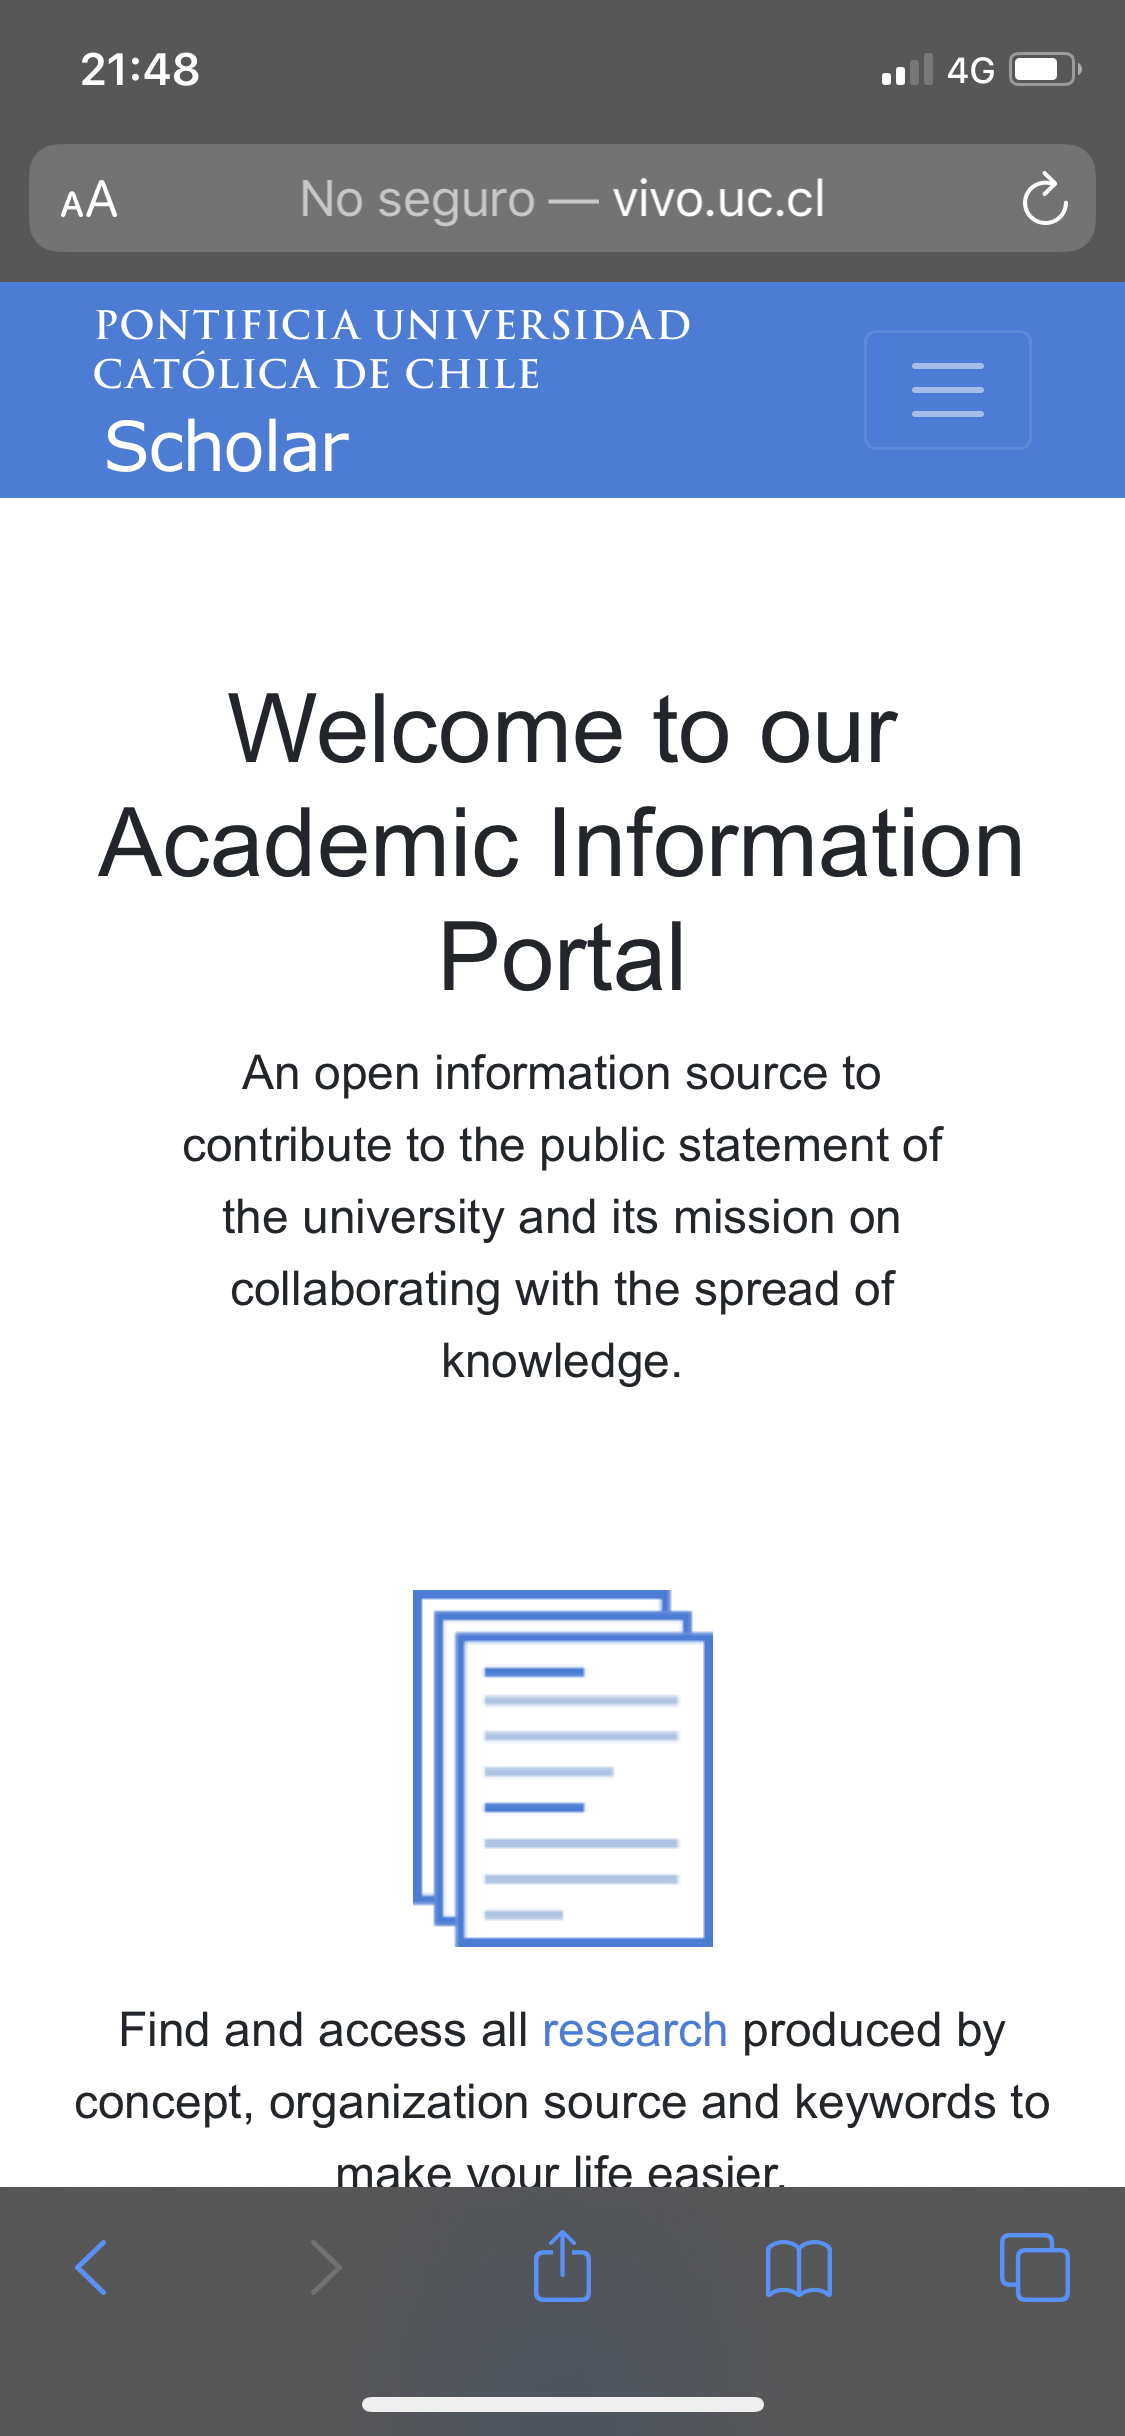 21:48
4G
AA
No seguro — vivo.uc.cl
PONTIFICIA UNIVERSIDAD
CATÓLICA DE CHILE
Scholar
Welcome to our
Academic Information
Portal
An open information source to
contribute to the public statement of
the university and its mission on
collaborating with the spread of
knowledge.
Find and access all research produced by
concept, organization source and keywords to
make your life easier.